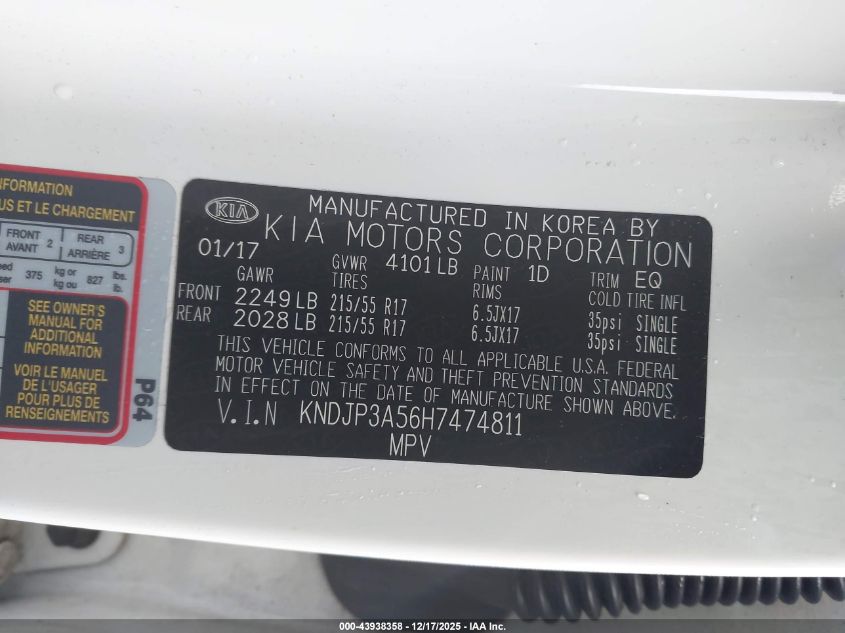 INFORMATION
US ET LE CHARGEMENT
FRONT AVANT 2 REAR ARRIÈRE 3
375 kg or kg ou 827 lbs. lb.
SEE OWNER'S
MANUAL FOR
ADDITIONAL
INFORMATION
VOIR LE MANUEL
DE L'USAGER
POUR PLUS DE
RENSEIGNEMENTS
P64
KIA
MANUFACTURED IN KOREA BY
KIA MOTORS CORPORATION
01/17 GVWR 4101LB PAINT 1D TRIM EQ
GAWR TIRES RIMS COLD TIRE INFL
FRONT 2249LB 215/55 R17 6.5JX17 35psi SINGLE
REAR 2028LB 215/55 R17 6.5JX17 35psi SINGLE
THIS VEHICLE CONFORMS TO ALL APPLICABLE U.S.A. FEDERAL
MOTOR VEHICLE SAFETY AND THEFT PREVENTION STANDARDS
IN EFFECT ON THE DATE OF MANUFACTURE SHOWN ABOVE.
V.I.N KNDJP3A56H7474811
MPV
000-43938358 - 12/17/2025 - IAA Inc.